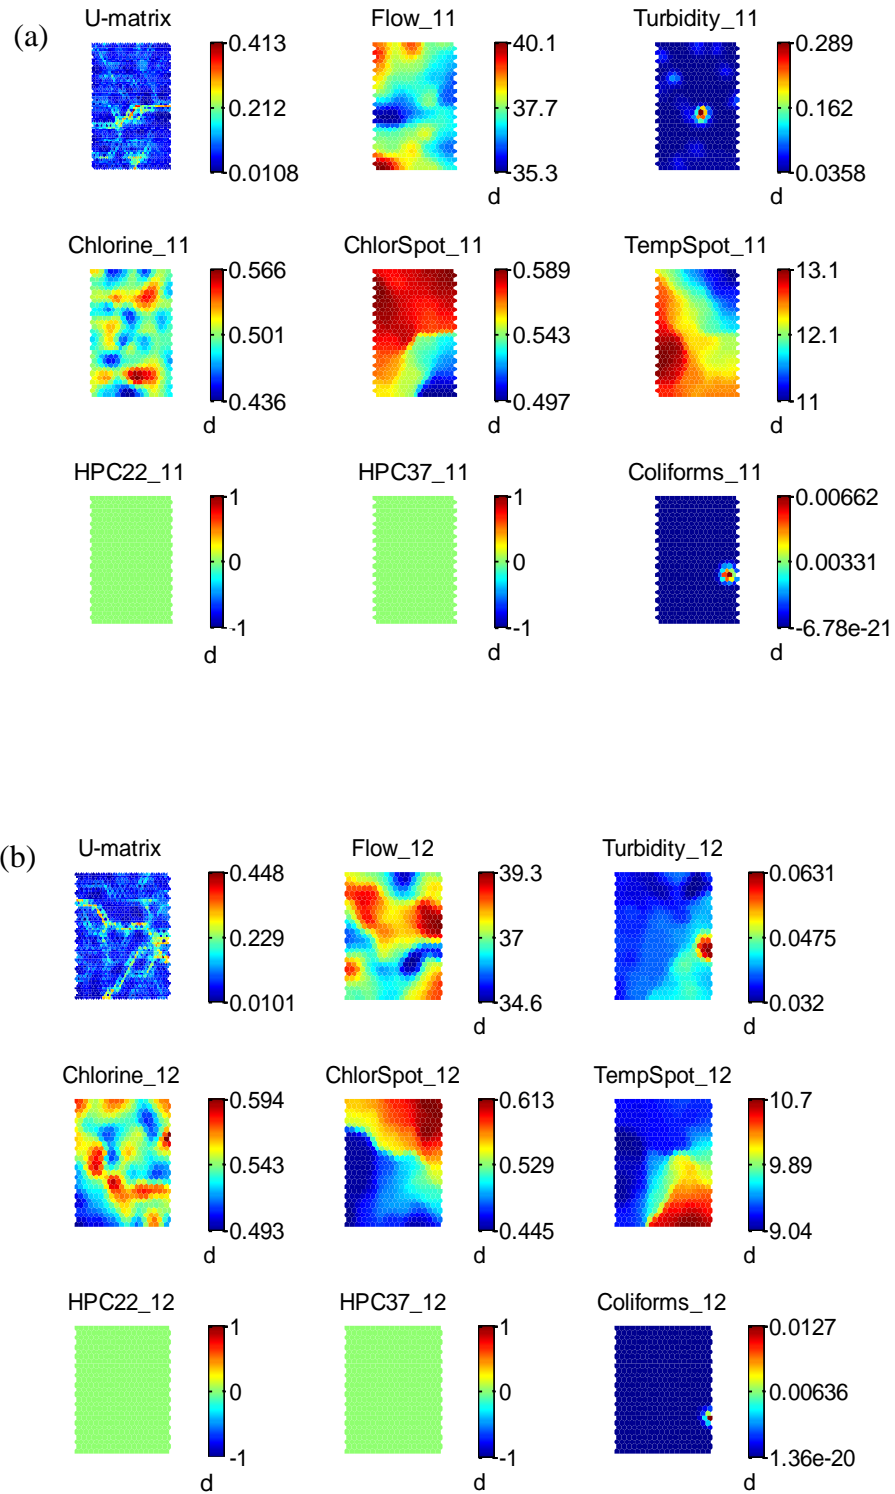 (a)
U-matrix Flow_11 Turbidity_11
0.413 40.1 0.289
0.212 37.7 0.162
0.0108 35.3 0.0358
d d
Chlorine_11 ChlorSpot_11 TempSpot_11
0.566 0.589 13.1
0.501 0.543 12.1
0.436 0.497 11
d d d
HPC22_11 HPC37_11 Coliforms_11
1 1 0.00662
0 0 0.00331
-1 -1 -6.78e-21
d d d
(b)
U-matrix Flow_12 Turbidity_12
0.448 39.3 0.0631
0.229 37 0.0475
0.0101 34.6 0.032
d d
Chlorine_12 ChlorSpot_12 TempSpot_12
0.594 0.613 10.7
0.543 0.529 9.89
0.493 0.445 9.04
d d d
HPC22_12 HPC37_12 Coliforms_12
1 1 0.0127
0 0 0.00636
-1 -1 1.36e-20
d d d